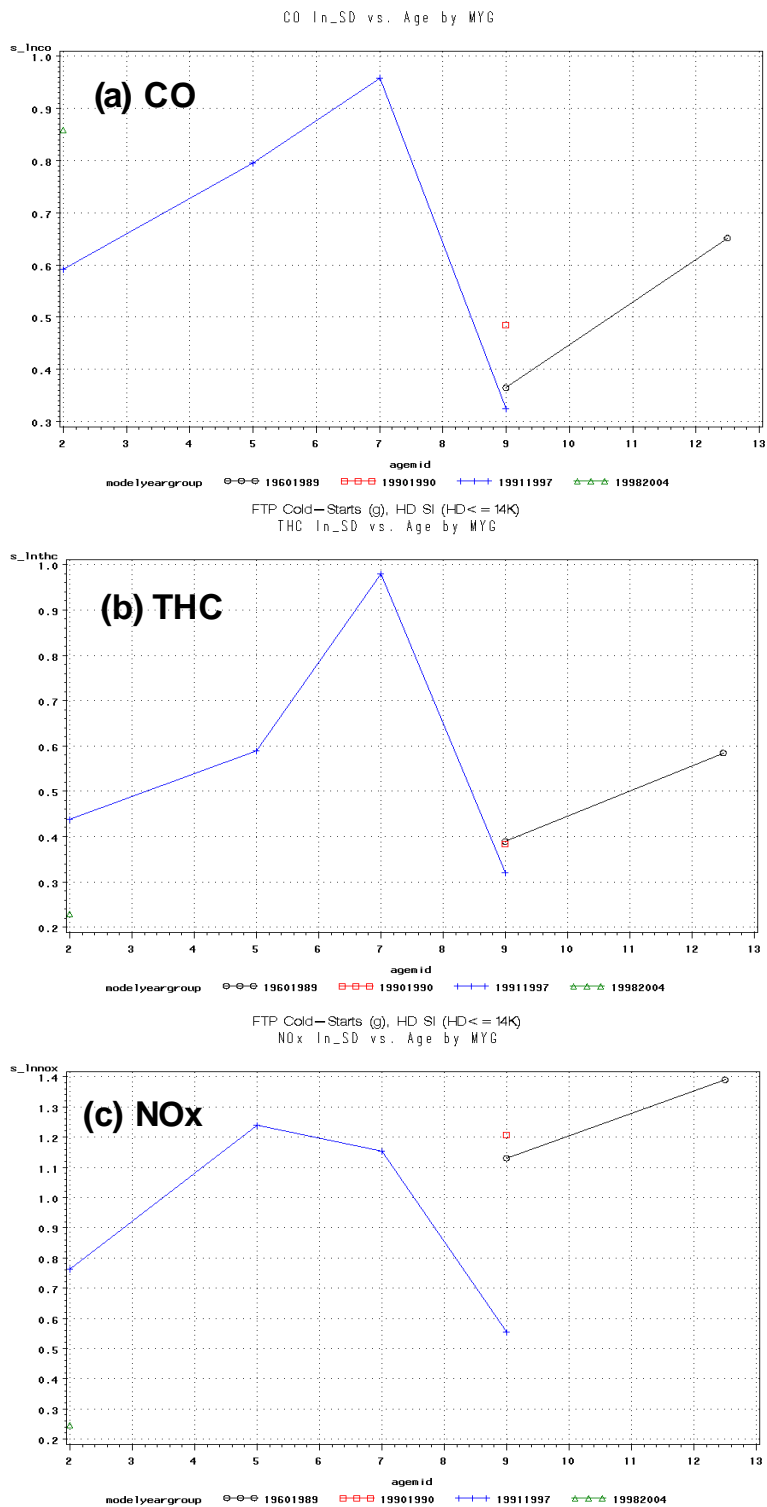 CO ln_SD vs. Age by MYG
s_lnco
1.0
(a) CO
0.9
0.8
0.7
0.6
0.5
0.4
0.3
2 3 4 5 6 7 8 9 10 11 12 13
agemid
modelyeargroup 19601989 19901990 19911997 19982004
FTP Cold-Starts (g), HD SI (HD<=14K)
THC ln_SD vs. Age by MYG
s_lnthc
1.0
(b) THC
0.9
0.8
0.7
0.6
0.5
0.4
0.3
0.2
2 3 4 5 6 7 8 9 10 11 12 13
agemid
modelyeargroup 19601989 19901990 19911997 19982004
FTP Cold-Starts (g), HD SI (HD<=14K)
NOx ln_SD vs. Age by MYG
s_lnnox
1.4
(c) NOx
1.3
1.2
1.1
1.0
0.9
0.8
0.7
0.6
0.5
0.4
0.3
0.2
2 3 4 5 6 7 8 9 10 11 12 13
agemid
modelyeargroup 19601989 19901990 19911997 19982004